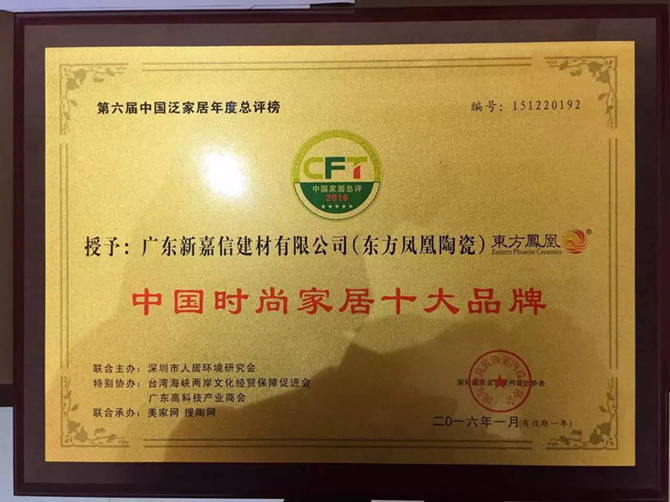 第六届中国泛家居年度总评榜
编号：151220192
CFT
中国家居总评
2016
授予：广东新嘉信建材有限公司（东方凤凰陶瓷）東方鳳凰®
Eastern Phoenix Ceramics
中国时尚家居十大品牌
联合主办：深圳市人居环境研究会
特别协办：台湾海峡两岸文化经贸保障促进会
广东高科技产业商会
联合承办：美家网 搜陶网
二〇一六年一月（有效期一年）